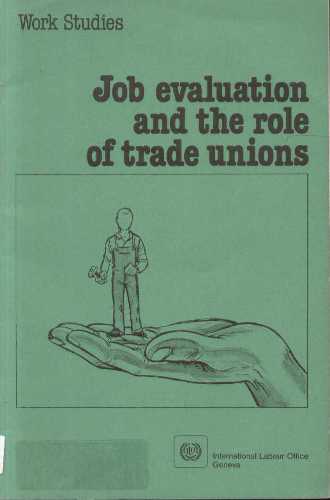 Work Studies
Job evaluation
and the role
of trade unions
International Labour Office
Geneva